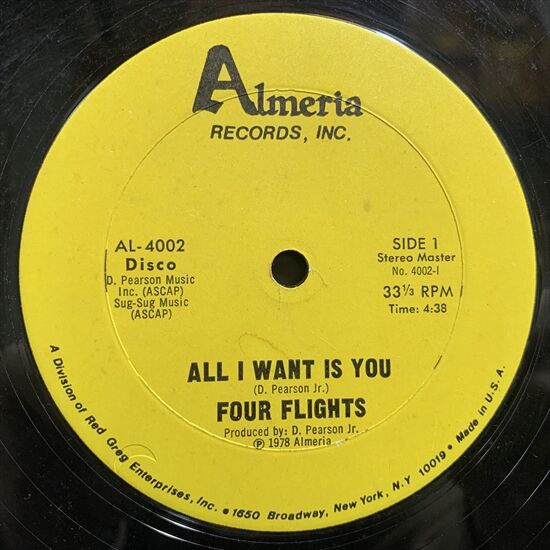 Almeria
RECORDS, INC.
AL-4002
Disco
D. Pearson Music
Inc. (ASCAP)
Sug-Sug Music
(ASCAP)
SIDE 1
Stereo Master
No. 4002-1
33⅓ RPM
Time: 4:38
ALL I WANT IS YOU
(D. Pearson Jr.)
FOUR FLIGHTS
Produced by: D. Pearson Jr.
℗ 1978 Almeria
A Division of Red Greg Enterprises, Inc. • 1650 Broadway, New York, N.Y 10019 • Made in U.S.A.